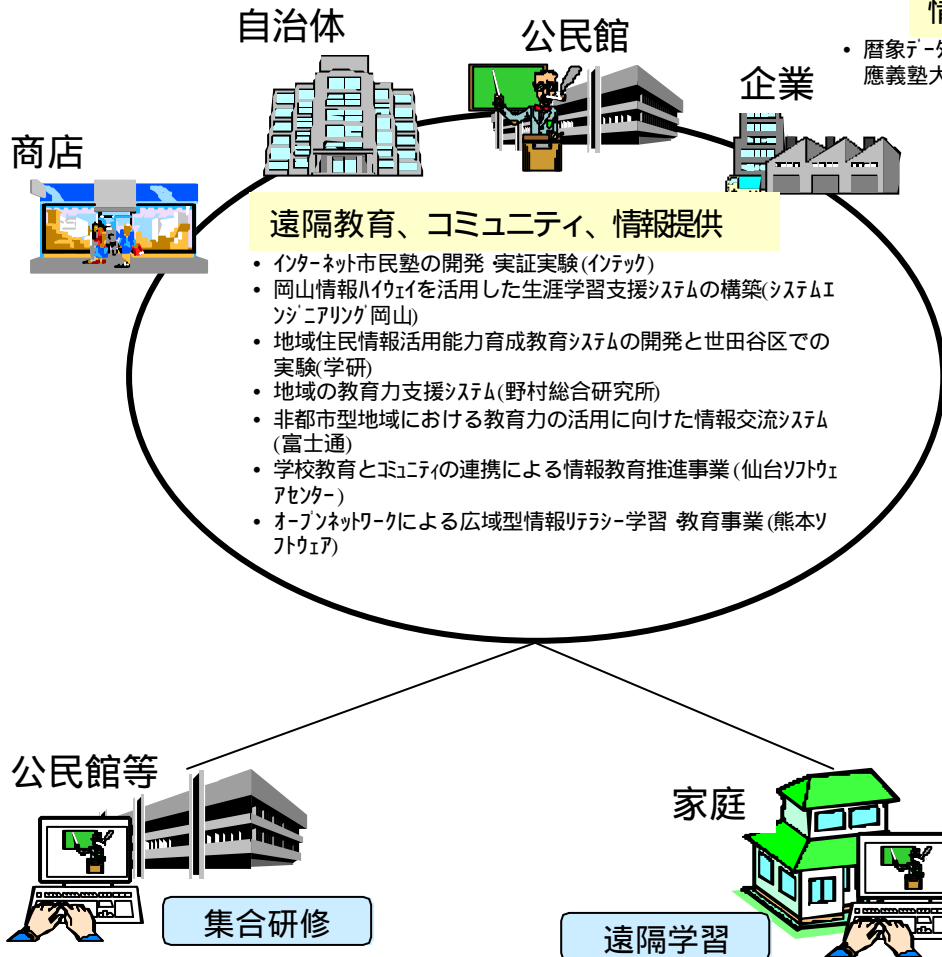 自治体
公民館
情
• 暦象データ
應義塾大
企業
商店
遠隔教育、コミュニティ、情報提供
• インターネット市民塾の開発・実証実験(インテック)
• 岡山情報ハイウェイを活用した生涯学習支援システムの構築(システムエ
ンジニアリング岡山)
• 地域住民情報活用能力育成教育システムの開発と世田谷区での
実験(学研)
• 地域の教育力支援システム(野村総合研究所)
• 非都市型地域における教育力の活用に向けた情報交流システム
(富士通)
• 学校教育とコミュニティの連携による情報教育推進事業(仙台ソフトウェ
アセンター)
• オープンネットワークによる広域型情報リテラシー学習・教育事業(熊本ソ
フトウェア)
公民館等
家庭
集合研修
遠隔学習